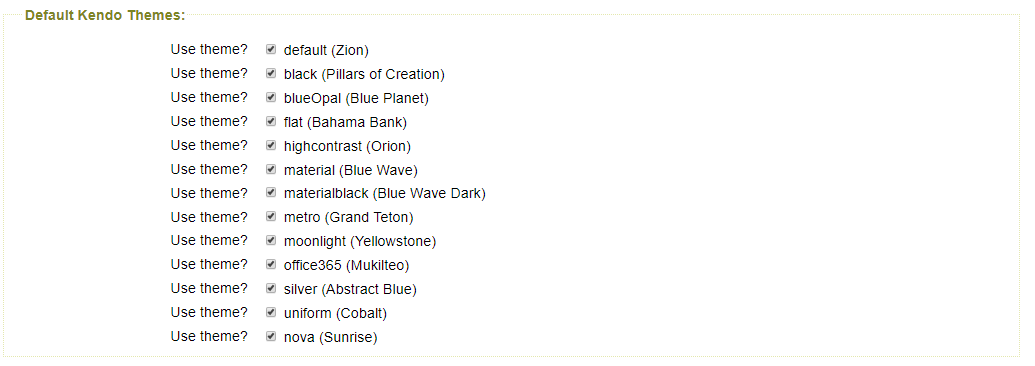 Default Kendo Themes:
Use theme? default (Zion)
Use theme? black (Pillars of Creation)
Use theme? blueOpal (Blue Planet)
Use theme? flat (Bahama Bank)
Use theme? highcontrast (Orion)
Use theme? material (Blue Wave)
Use theme? materialblack (Blue Wave Dark)
Use theme? metro (Grand Teton)
Use theme? moonlight (Yellowstone)
Use theme? office365 (Mukilteo)
Use theme? silver (Abstract Blue)
Use theme? uniform (Cobalt)
Use theme? nova (Sunrise)